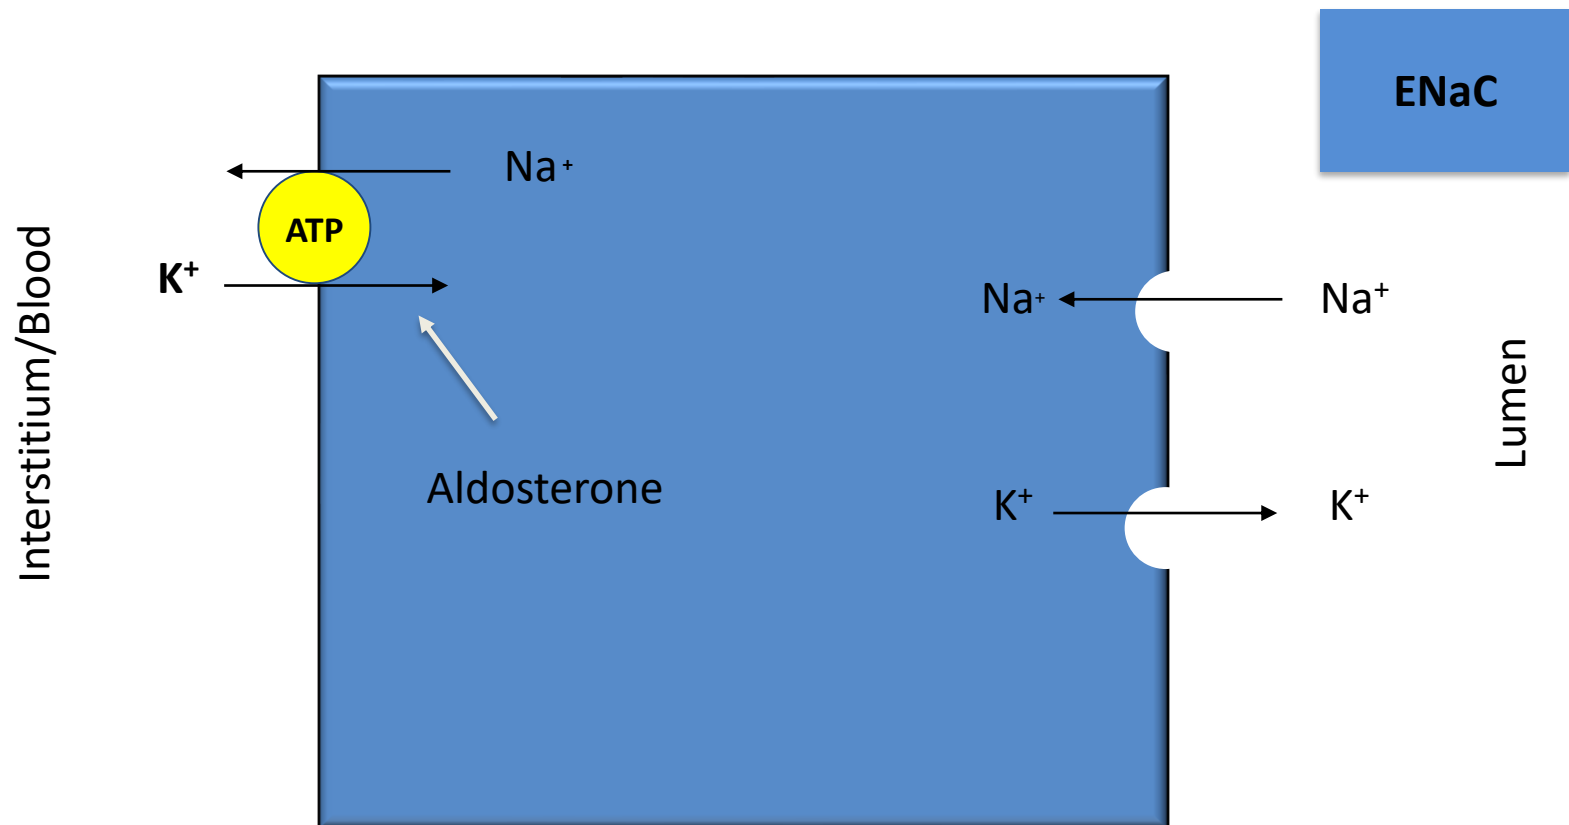 ENaC
Na⁺
ATP
K⁺
Na⁺
Na⁺
Interstitium/Blood
Lumen
Aldosterone
K⁺
K⁺